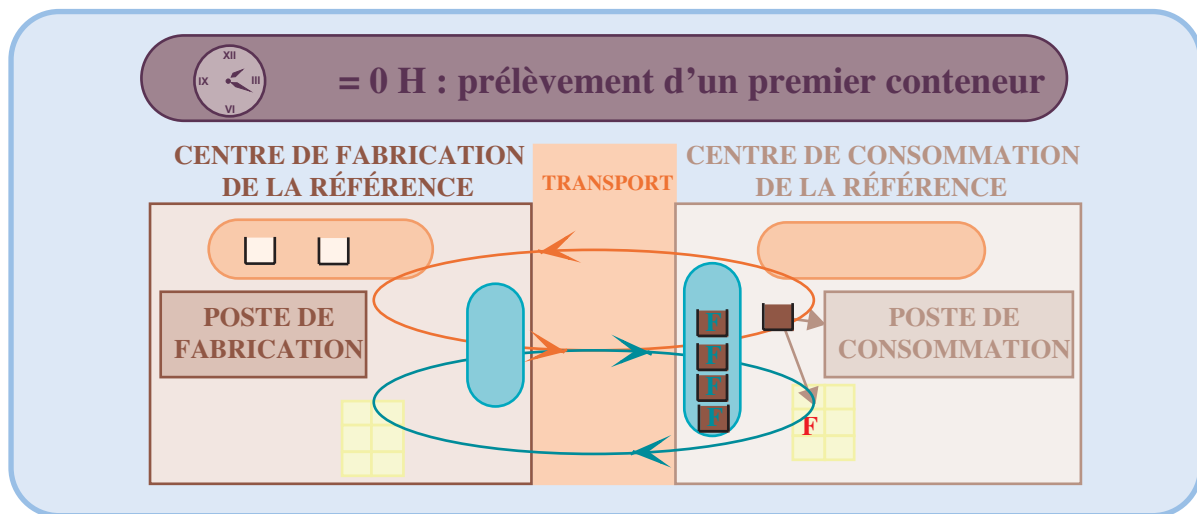 XII
IX
III
VI
= 0 H : prélèvement d’un premier conteneur
CENTRE DE FABRICATION
DE LA RÉFÉRENCE
TRANSPORT
CENTRE DE CONSOMMATION
DE LA RÉFÉRENCE
POSTE DE
FABRICATION
POSTE DE
CONSOMMATION
F
F
F
F
F